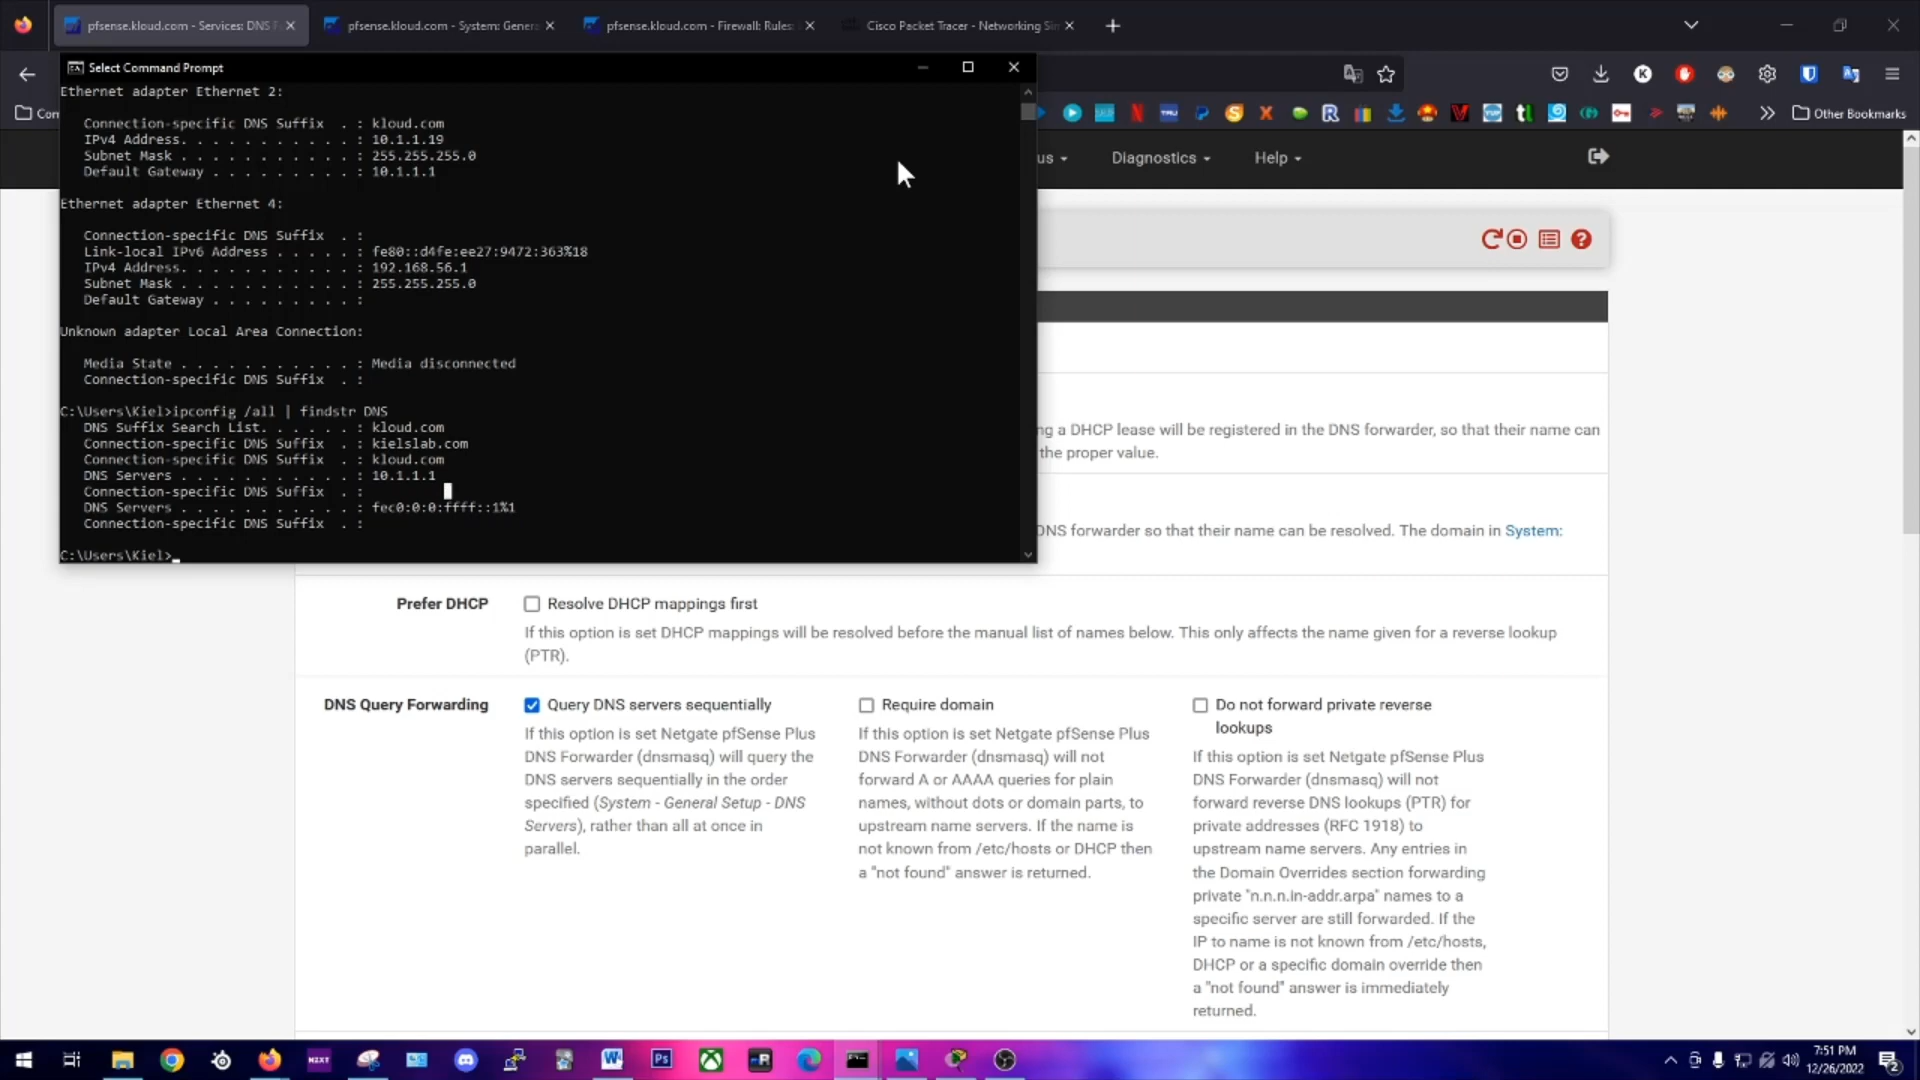 pfsense.kloud.com - Services: DNS F
pfsense.kloud.com - System: Genera
pfsense.kloud.com - Firewall: Rules:
Cisco Packet Tracer - Networking Sim
Select Command Prompt
Other Bookmarks
us
Diagnostics
Help
Ethernet adapter Ethernet 2:
Connection-specific DNS Suffix . : kloud.com
IPv4 Address. . . . . . . . . . . : 10.1.1.19
Subnet Mask . . . . . . . . . . . : 255.255.255.0
Default Gateway . . . . . . . . . : 10.1.1.1
Ethernet adapter Ethernet 4:
Connection-specific DNS Suffix . :
Link-local IPv6 Address . . . . . : fe80::d4fe:ee27:9472:363%18
IPv4 Address. . . . . . . . . . . : 192.168.56.1
Subnet Mask . . . . . . . . . . . : 255.255.255.0
Default Gateway . . . . . . . . . :
Unknown adapter Local Area Connection:
Media State . . . . . . . . . . . : Media disconnected
Connection-specific DNS Suffix . :
C:\Users\Kiel>ipconfig /all | findstr DNS
DNS Suffix Search List. . . . . . : kloud.com
Connection-specific DNS Suffix . : kielslab.com
Connection-specific DNS Suffix . : kloud.com
DNS Servers . . . . . . . . . . . : 10.1.1.1
Connection-specific DNS Suffix . :
DNS Servers . . . . . . . . . . . : fec0:0:0:ffff::1%1
Connection-specific DNS Suffix . :
C:\Users\Kiel>
ng a DHCP lease will be registered in the DNS forwarder, so that their name can
the proper value.
DNS forwarder so that their name can be resolved. The domain in System:
Prefer DHCP
Resolve DHCP mappings first
If this option is set DHCP mappings will be resolved before the manual list of names below. This only affects the name given for a reverse lookup
(PTR).
DNS Query Forwarding
Query DNS servers sequentially
If this option is set Netgate pfSense Plus
DNS Forwarder (dnsmasq) will query the
DNS servers sequentially in the order
specified (System - General Setup - DNS
Servers), rather than all at once in
parallel.
Require domain
If this option is set Netgate pfSense Plus
DNS Forwarder (dnsmasq) will not
forward A or AAAA queries for plain
names, without dots or domain parts, to
upstream name servers. If the name is
not known from /etc/hosts or DHCP then
a "not found" answer is returned.
Do not forward private reverse
lookups
If this option is set Netgate pfSense Plus
DNS Forwarder (dnsmasq) will not
forward reverse DNS lookups (PTR) for
private addresses (RFC 1918) to
upstream name servers. Any entries in
the Domain Overrides section forwarding
private "n.n.n.in-addr.arpa" names to a
specific server are still forwarded. If the
IP to name is not known from /etc/hosts,
DHCP or a specific domain override then
a "not found" answer is immediately
returned.
NZXT
7:51 PM
12/26/2022
2